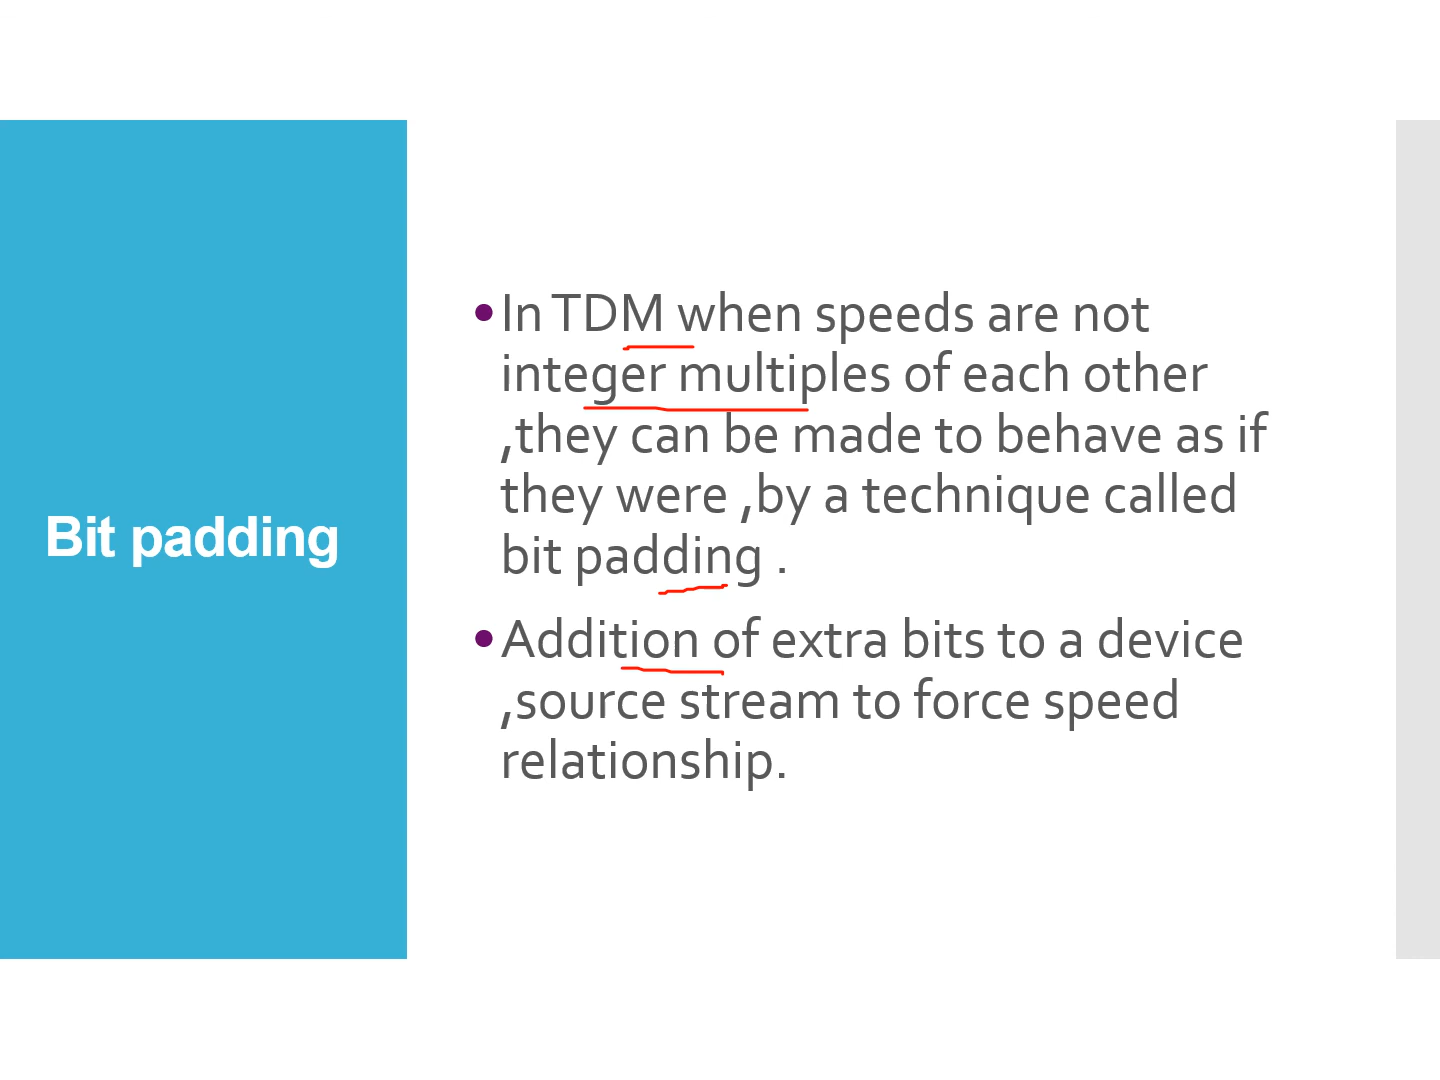 Bit padding
•In TDM when speeds are not
integer multiples of each other
,they can be made to behave as if
they were ,by a technique called
bit padding .
•Addition of extra bits to a device
,source stream to force speed
relationship.